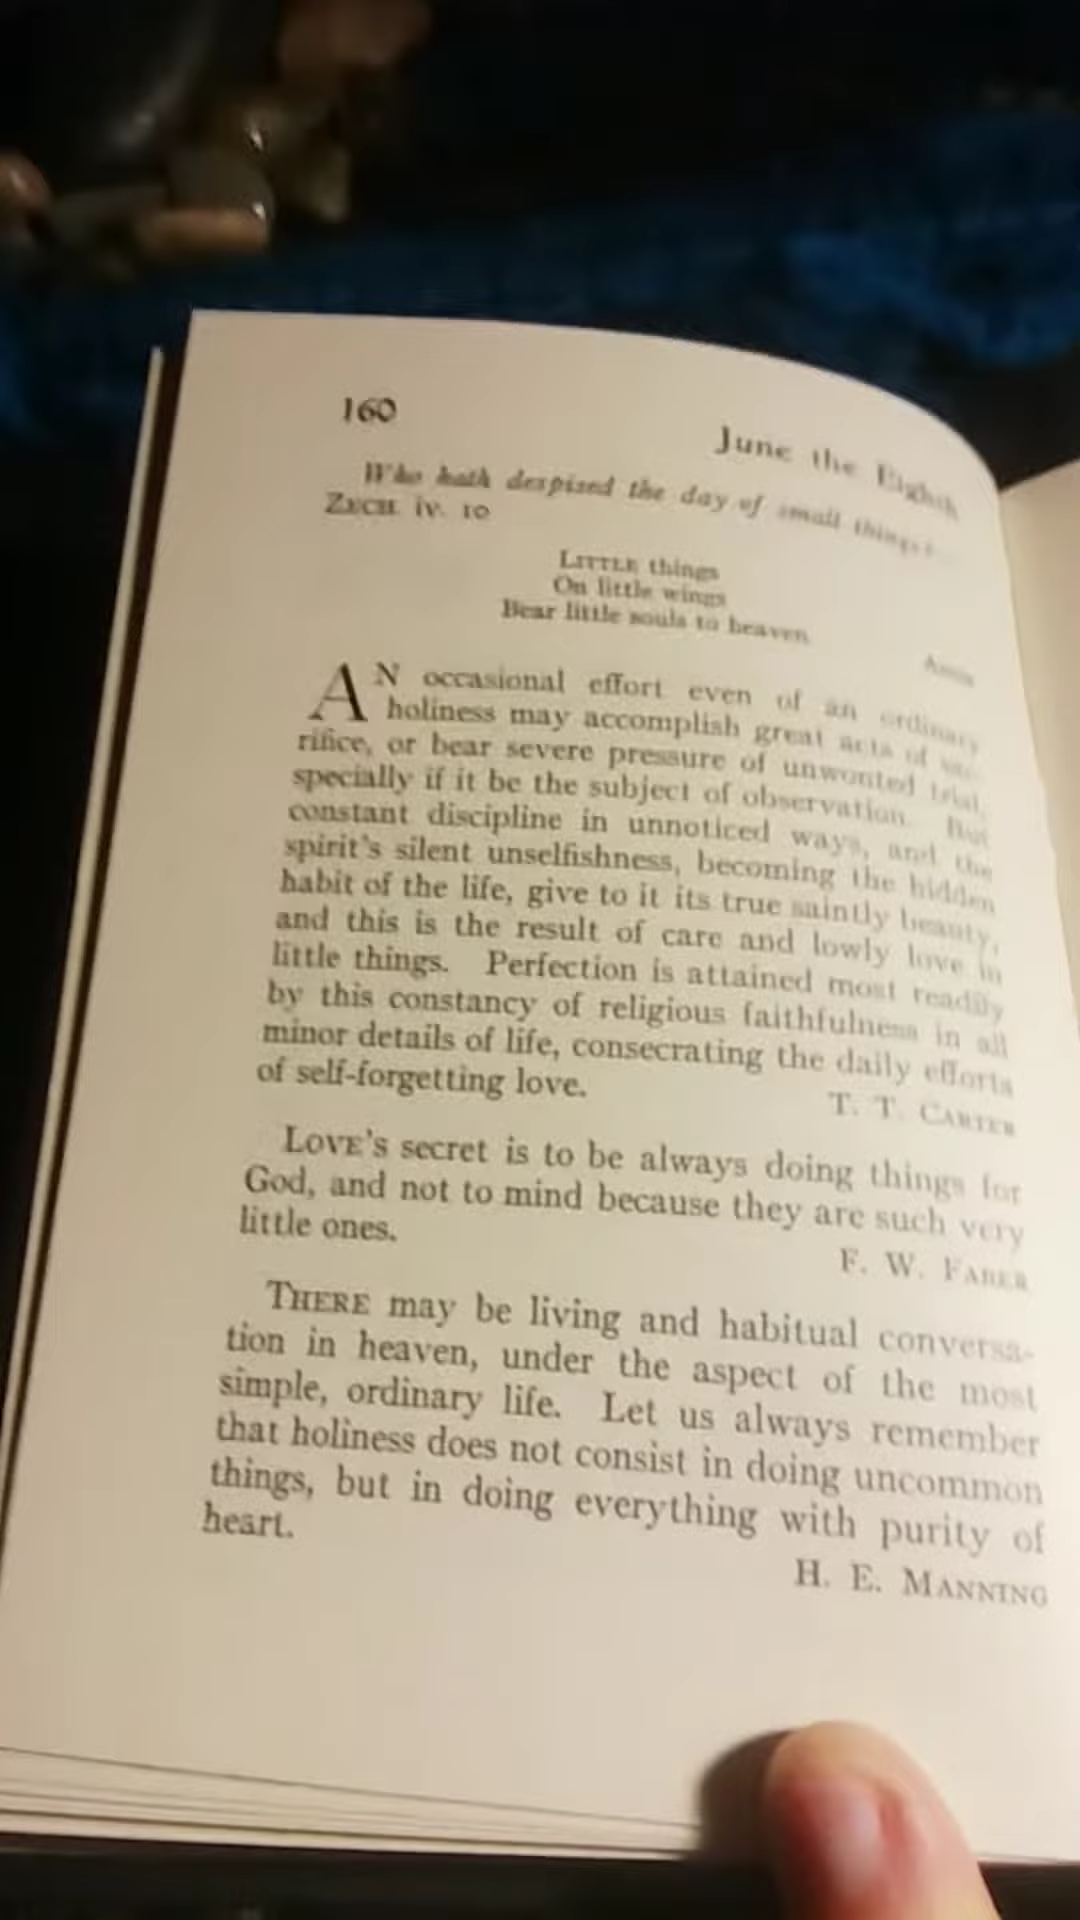 160
June the Eighth
Who hath despised the day of small things?
ZECH. iv. 10
LITTLE things
On little wings
Bear little souls to heaven.
AN occasional effort even of an ordinary
holiness may accomplish great acts of sac-
rifice, or bear severe pressure of unwonted trial,
specially if it be the subject of observation. But
constant discipline in unnoticed ways, and the
spirit's silent unselfishness, becoming the hidden
habit of the life, give to it its true saintly beauty,
and this is the result of care and lowly love in
little things. Perfection is attained most readily
by this constancy of religious faithfulness in all
minor details of life, consecrating the daily efforts
of self-forgetting love.
T. T. CARTER
LOVE's secret is to be always doing things for
God, and not to mind because they are such very
little ones.
F. W. FABER
THERE may be living and habitual conversa-
tion in heaven, under the aspect of the most
simple, ordinary life. Let us always remember
that holiness does not consist in doing uncommon
things, but in doing everything with purity of
heart.
H. E. MANNING